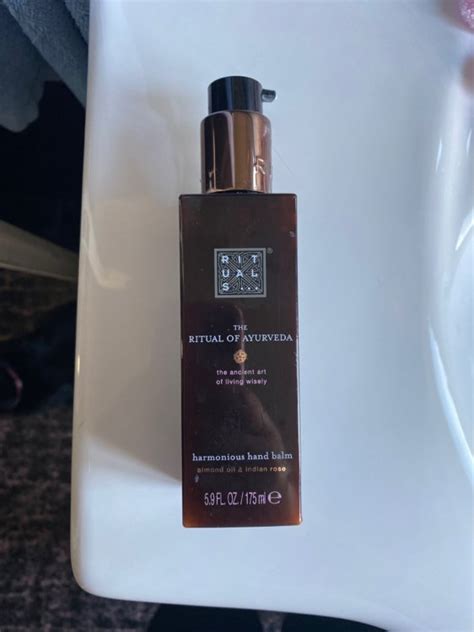 RIT
UAL
S...
®
THE
RITUAL OF AYURVEDA
the ancient art
of living wisely
harmonious hand balm
almond oil & indian rose
5.9 FL. OZ. / 175 ml ℮